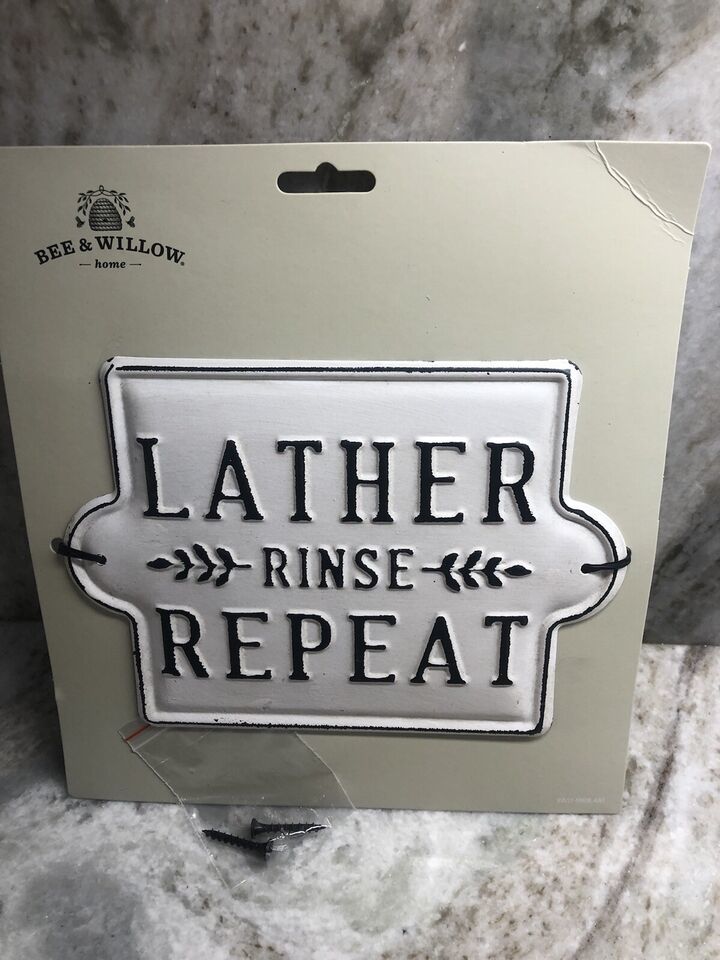 BEE & WILLOW®
home
LATHER
RINSE
REPEAT